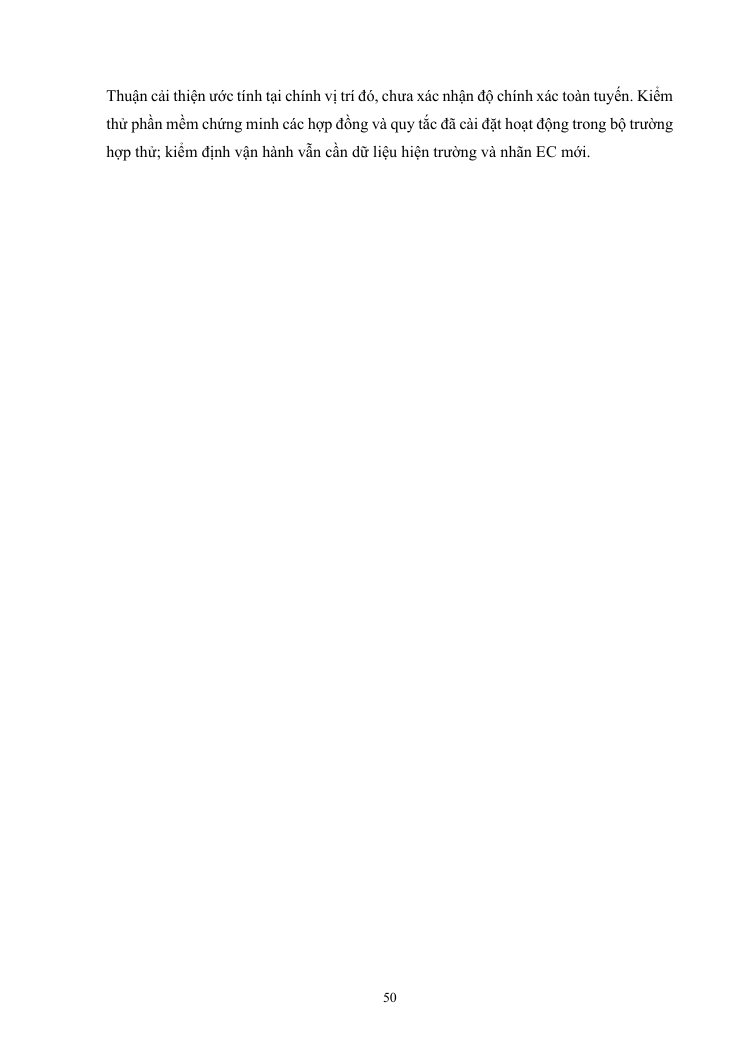 Thuận cải thiện ước tính tại chính vị trí đó, chưa xác nhận độ chính xác toàn tuyến. Kiểm
thử phần mềm chứng minh các hợp đồng và quy tắc đã cài đặt hoạt động trong bộ trường
hợp thử; kiểm định vận hành vẫn cần dữ liệu hiện trường và nhãn EC mới.
50